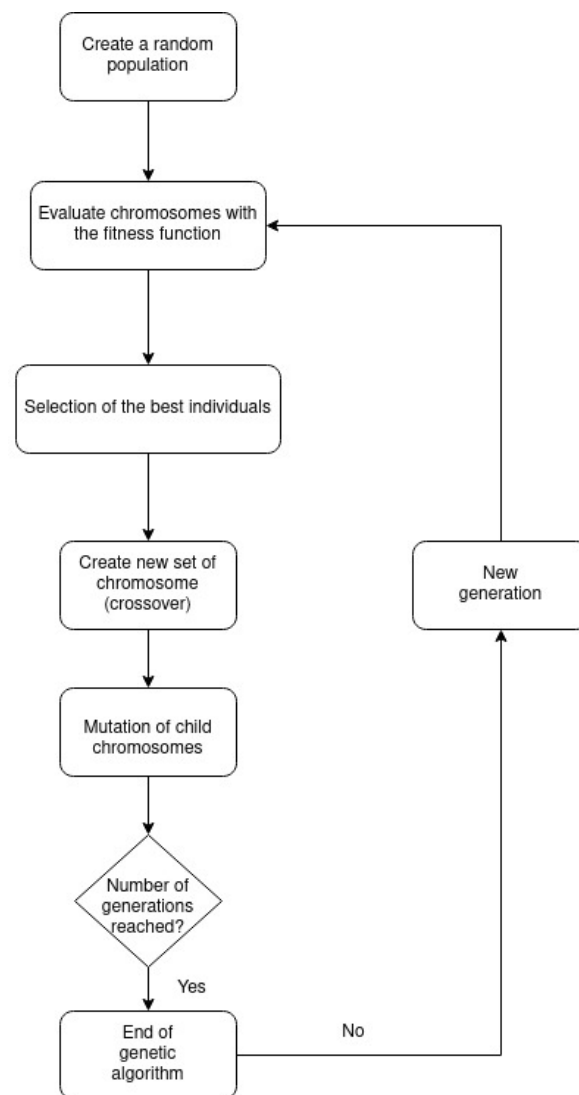 Create a random
population
Evaluate chromosomes with
the fitness function
Selection of the best individuals
Create new set of
chromosome
(crossover)
New
generation
Mutation of child
chromosomes
Number of
generations
reached?
Yes
End of
genetic
algorithm
No